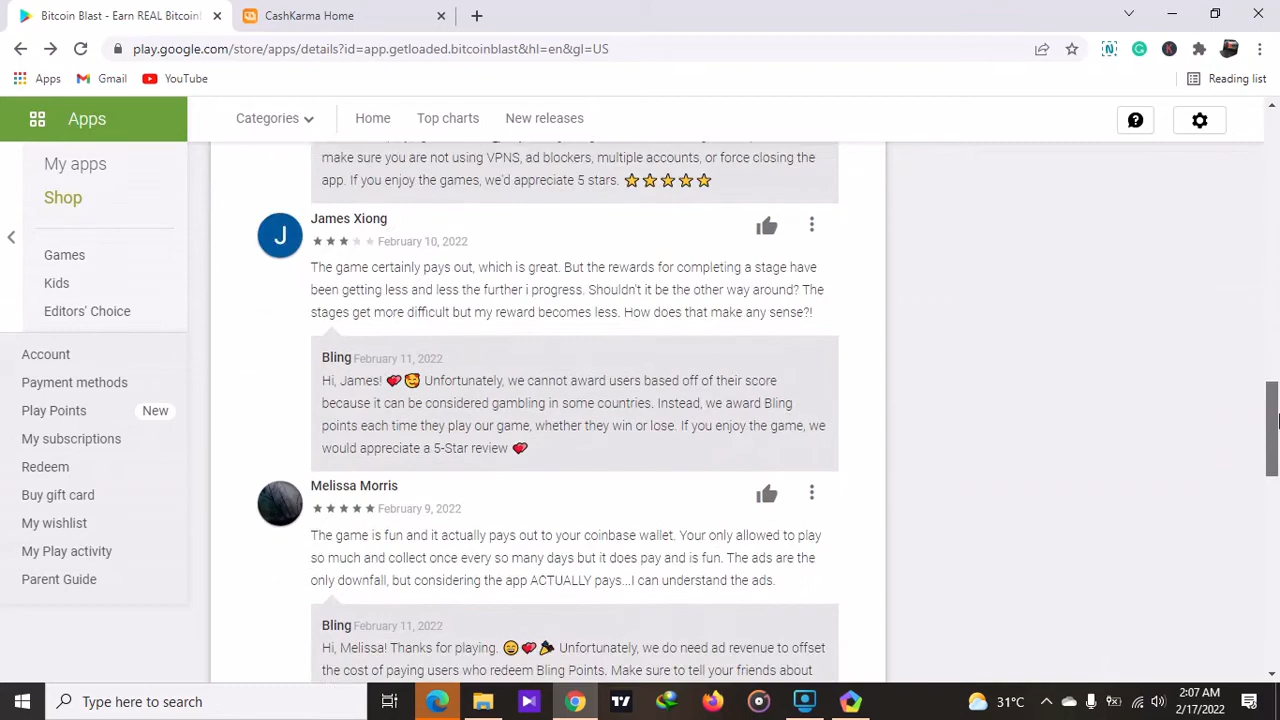 Bitcoin Blast - Earn REAL Bitcoin!
CashKarma Home
play.google.com/store/apps/details?id=app.getloaded.bitcoinblast&hl=en&gl=US
Apps
Gmail
YouTube
Reading list
Apps
Categories
Home
Top charts
New releases
My apps
Shop
Games
Kids
Editors' Choice
Account
Payment methods
Play Points
New
My subscriptions
Redeem
Buy gift card
My wishlist
My Play activity
Parent Guide
make sure you are not using VPNS, ad blockers, multiple accounts, or force closing the
app. If you enjoy the games, we'd appreciate 5 stars. ⭐⭐⭐⭐⭐
J
James Xiong
February 10, 2022
The game certainly pays out, which is great. But the rewards for completing a stage have
been getting less and less the further i progress. Shouldn't it be the other way around? The
stages get more difficult but my reward becomes less. How does that make any sense?!
Bling February 11, 2022
Hi, James! 💕🥰 Unfortunately, we cannot award users based off of their score
because it can be considered gambling in some countries. Instead, we award Bling
points each time they play our game, whether they win or lose. If you enjoy the game, we
would appreciate a 5-Star review 💕
Melissa Morris
February 9, 2022
The game is fun and it actually pays out to your coinbase wallet. Your only allowed to play
so much and collect once every so many days but it does pay and is fun. The ads are the
only downfall, but considering the app ACTUALLY pays...I can understand the ads.
Bling February 11, 2022
Hi, Melissa! Thanks for playing. 😄💕🎉 Unfortunately, we do need ad revenue to offset
the cost of paying users who redeem Bling Points. Make sure to tell your friends about
Type here to search
31°C
2:07 AM
2/17/2022